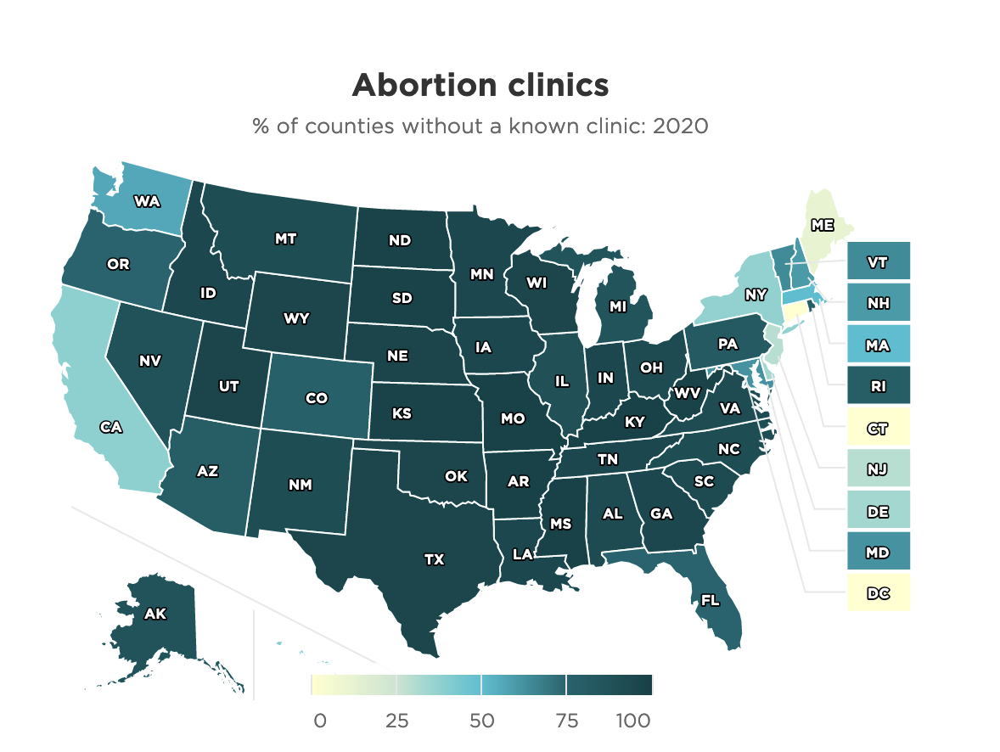 Abortion clinics
% of counties without a known clinic: 2020
WA
ME
MT
ND
VT
OR
MN
WI
ID
SD
NY
NH
WY
MI
MA
NV
NE
IA
PA
UT
CO
IL
IN
OH
RI
CA
KS
MO
WV
VA
KY
CT
AZ
NM
OK
TN
NC
NJ
AR
SC
MS
AL
GA
DE
TX
LA
MD
AK
FL
DC
0 25 50 75 100